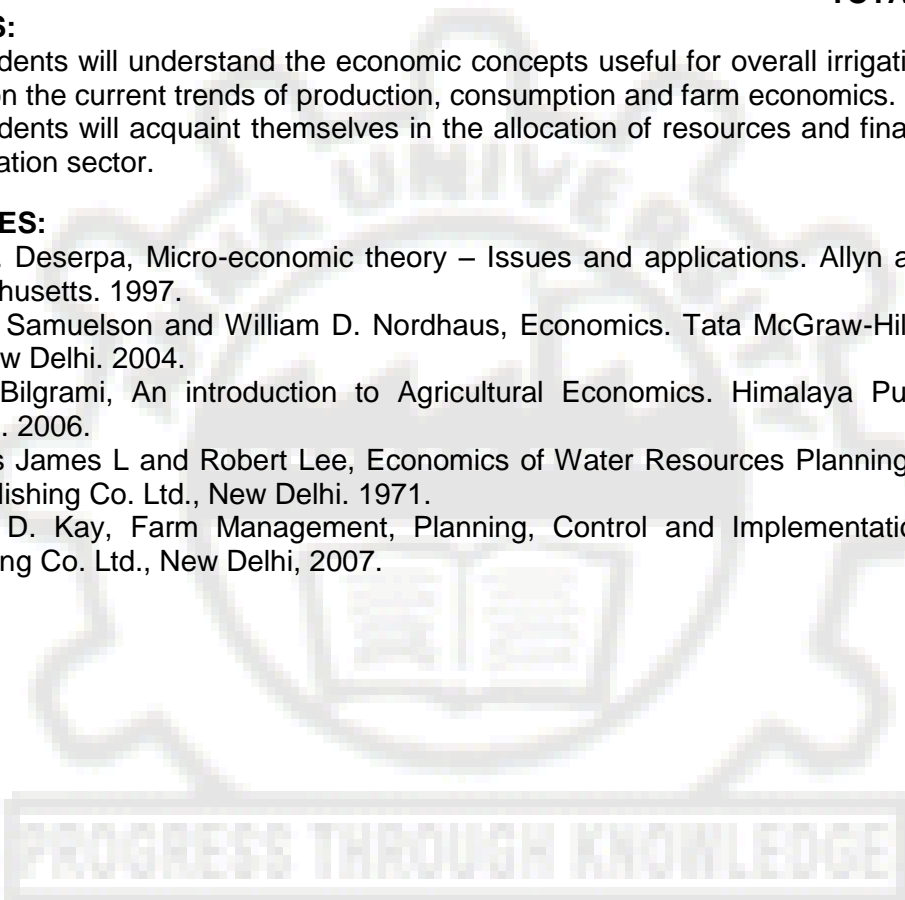 S:
dents will understand the economic concepts useful for overall irrigati
on the current trends of production, consumption and farm economics.
dents will acquaint themselves in the allocation of resources and fina
ation sector.
ES:
. Deserpa, Micro-economic theory – Issues and applications. Allyn a
husetts. 1997.
Samuelson and William D. Nordhaus, Economics. Tata McGraw-Hil
w Delhi. 2004.
Bilgrami, An introduction to Agricultural Economics. Himalaya Pu
. 2006.
s James L and Robert Lee, Economics of Water Resources Planning
lishing Co. Ltd., New Delhi. 1971.
D. Kay, Farm Management, Planning, Control and Implementatio
ng Co. Ltd., New Delhi, 2007.
PROGRESS THROUGH KNOWLEDGE